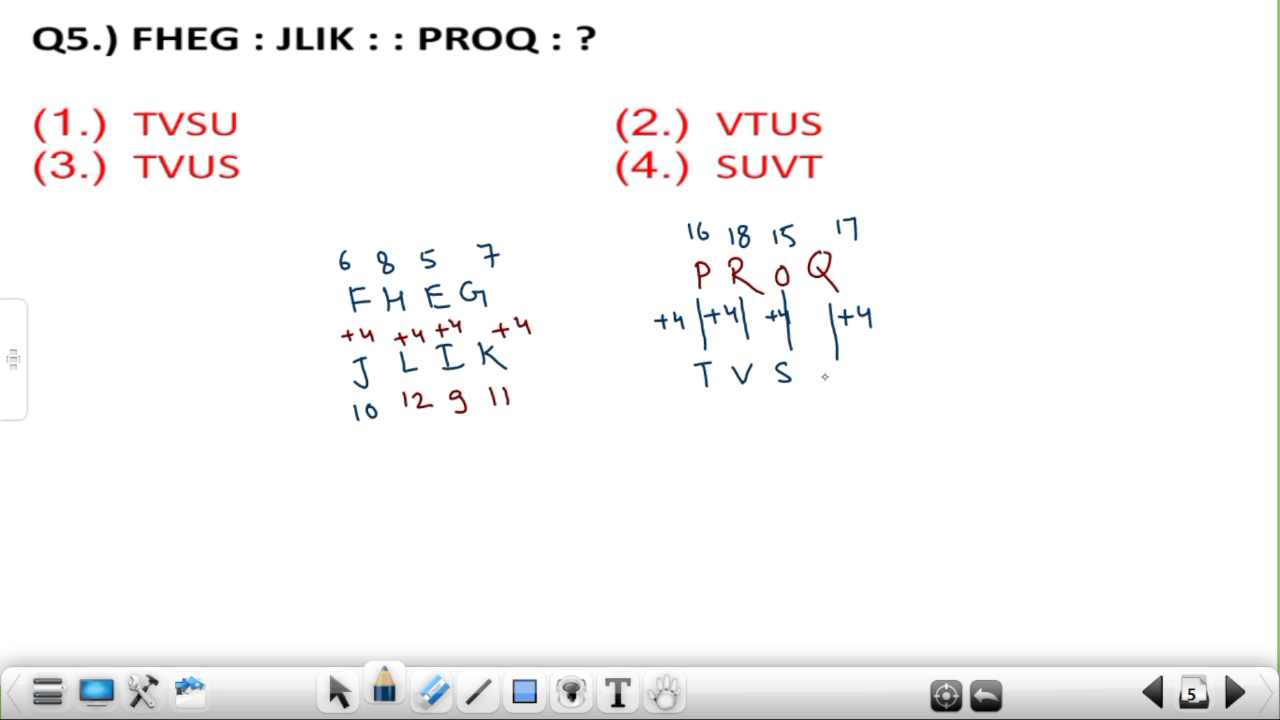 Q5.) FHEG : JLIK : : PROQ : ?
(1.) TVSU (2.) VTUS
(3.) TVUS (4.) SUVT
6 8 5 7
F H E G
+4 +4 +4 +4
J L I K
10 12 9 11
16 18 15 17
P R O Q
+4 +4 +4 +4
T V S
T
5